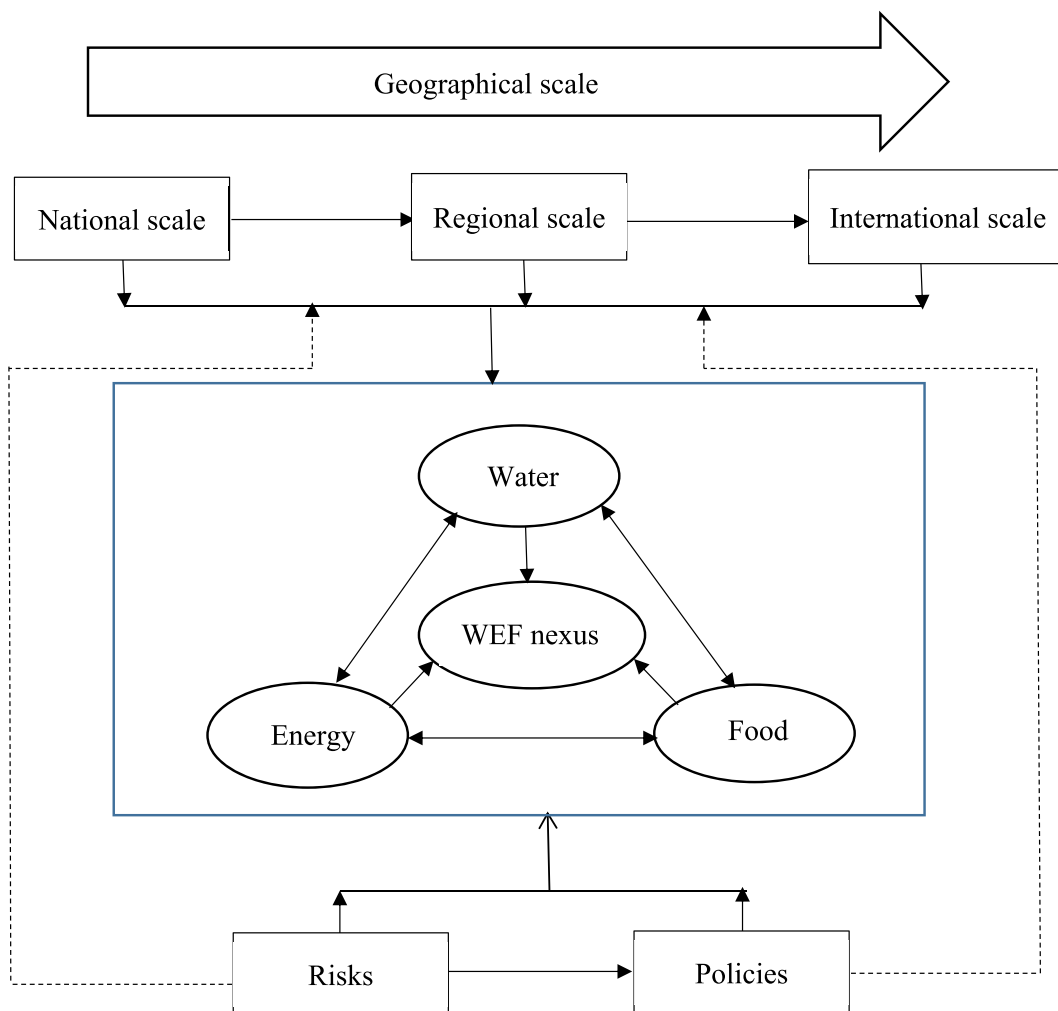 Geographical scale
National scale
Regional scale
International scale
Water
WEF nexus
Energy
Food
Risks
Policies